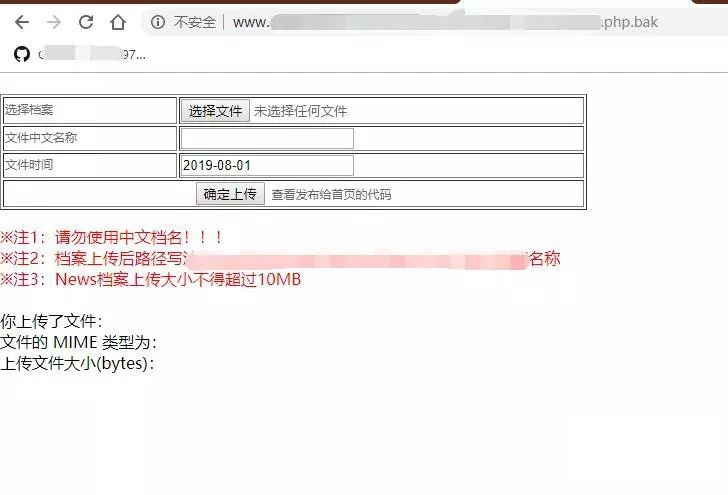 不安全 | www. .php.bak
97...
选择档案 选择文件 未选择任何文件
文件中文名称
文件时间 2019-08-01
确定上传 查看发布给首页的代码
※注1：请勿使用中文档名！！！
※注2：档案上传后路径写 名称
※注3：News档案上传大小不得超过10MB
你上传了文件：
文件的 MIME 类型为：
上传文件大小(bytes)：